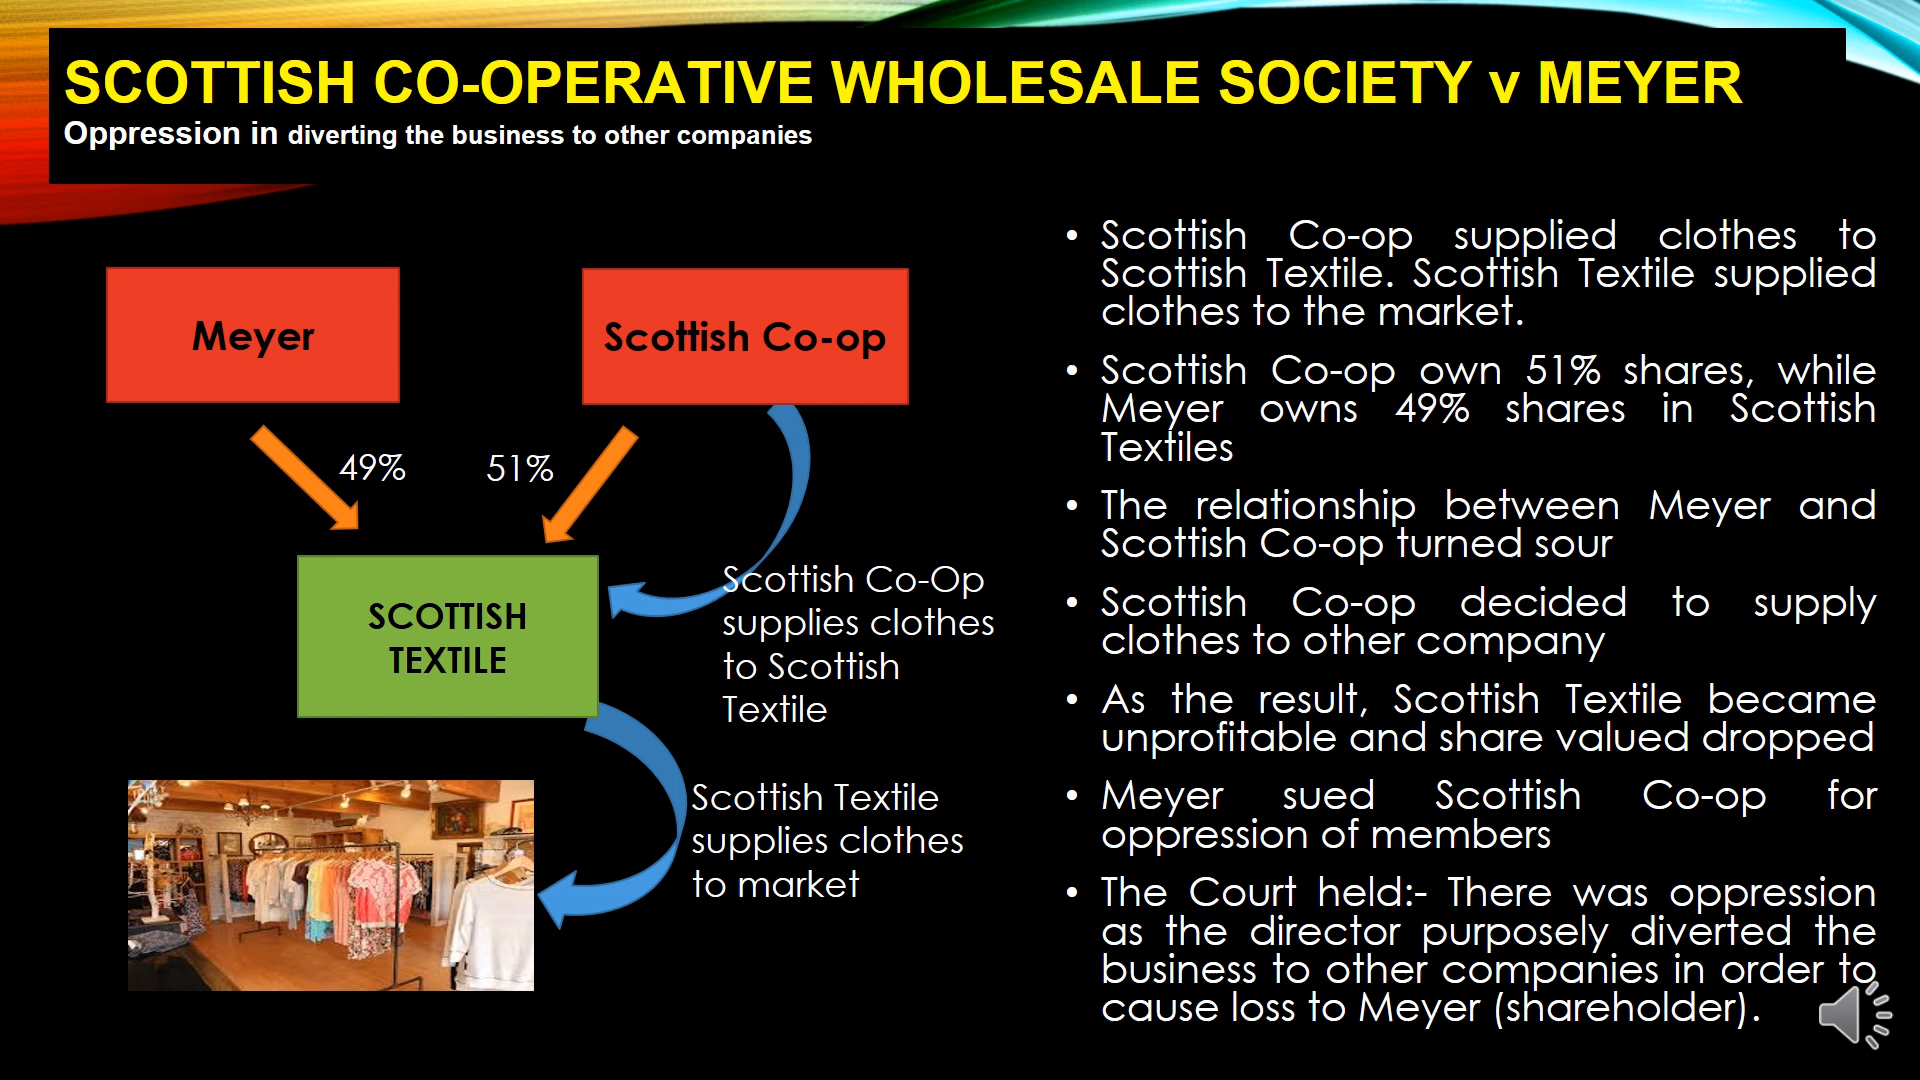 SCOTTISH CO-OPERATIVE WHOLESALE SOCIETY v MEYER
Oppression in diverting the business to other companies
Meyer
Scottish Co-op
49%
51%
SCOTTISH
TEXTILE
Scottish Co-Op
supplies clothes
to Scottish
Textile
Scottish Textile
supplies clothes
to market
• Scottish Co-op supplied clothes to
Scottish Textile. Scottish Textile supplied
clothes to the market.
• Scottish Co-op own 51% shares, while
Meyer owns 49% shares in Scottish
Textiles
• The relationship between Meyer and
Scottish Co-op turned sour
• Scottish Co-op decided to supply
clothes to other company
• As the result, Scottish Textile became
unprofitable and share valued dropped
• Meyer sued Scottish Co-op for
oppression of members
• The Court held:- There was oppression
as the director purposely diverted the
business to other companies in order to
cause loss to Meyer (shareholder).